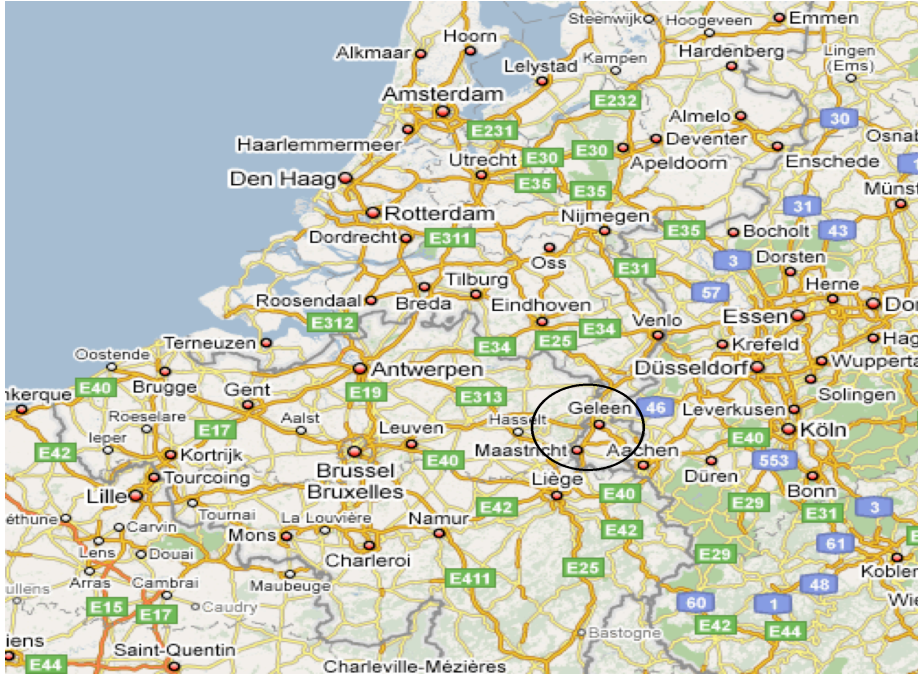 Steenwijk
Hoogeveen
Emmen
Hoorn
Alkmaar
Hardenberg
Lingen
(Ems)
Kampen
Lelystad
Amsterdam
E232
Almelo
30
E231
Haarlemmermeer
Deventer
Osnab
E30
Utrecht
E30
Apeldoorn
Enschede
1
Den Haag
E35
E35
Münst
Rotterdam
Nijmegen
31
Dordrecht
E311
E35
Bocholt
43
Oss
Dorsten
3
E31
Tilburg
Herne
57
Roosendaal
Breda
Eindhoven
Essen
Dor
E312
E34
Venlo
Terneuzen
E34
E25
Krefeld
Hag
Oostende
Antwerpen
Düsseldorf
Wupperta
E40
Brugge
Gent
E19
E313
Solingen
nkerque
Roeselare
Aalst
Hasselt
Geleen
46
Leverkusen
E17
Leuven
Köln
Ieper
E42
Kortrijk
Brussel
Bruxelles
E40
Maastricht
Aachen
E40
553
Tourcoing
Liège
Düren
Bonn
Lille
E40
E29
Tournai
La Louvière
Namur
E42
E31
3
éthune
Carvin
Mons
E42
Lens
Douai
Charleroi
61
E
E29
Arras
Cambrai
Maubeuge
E411
E25
Koblen
ullens
48
E15
E17
Caudry
60
1
Wie
E42
E44
iens
Bastogne
E44
Saint-Quentin
Charleville-Mézières